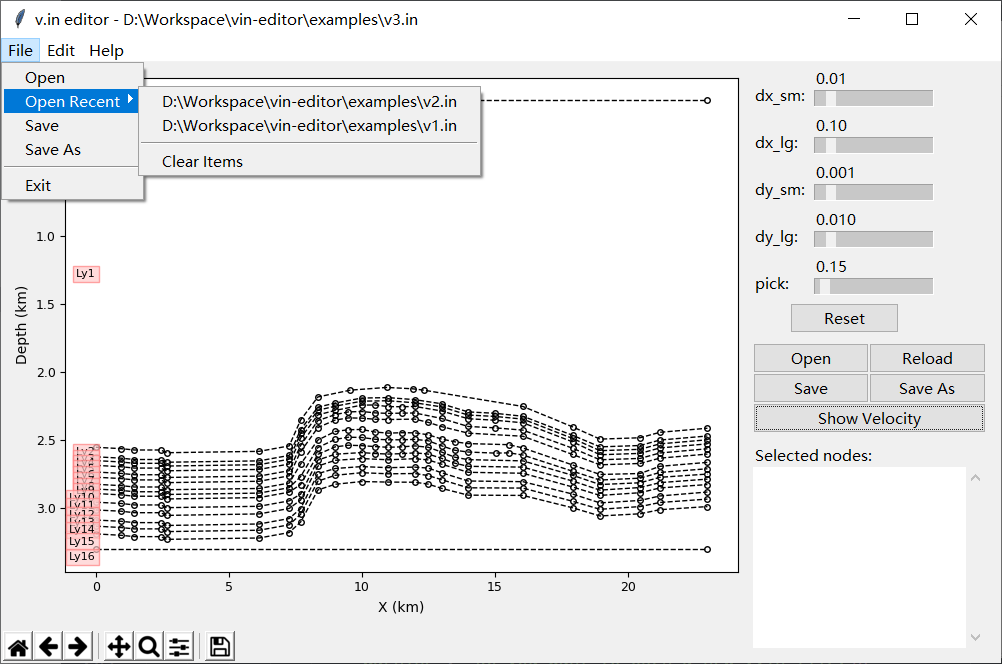 v.in editor - D:\Workspace\vin-editor\examples\v3.in
File Edit Help
Open
Open Recent
Save
Save As
Exit
D:\Workspace\vin-editor\examples\v2.in
D:\Workspace\vin-editor\examples\v1.in
Clear Items
1.0
1.5
2.0
2.5
3.0
Depth (km)
Ly1
Ly10
Ly11
Ly14
Ly15
Ly16
0 5 10 15 20
X (km)
0.01
dx_sm:
0.10
dx_lg:
0.001
dy_sm:
0.010
dy_lg:
0.15
pick:
Reset
Open Reload
Save Save As
Show Velocity
Selected nodes: